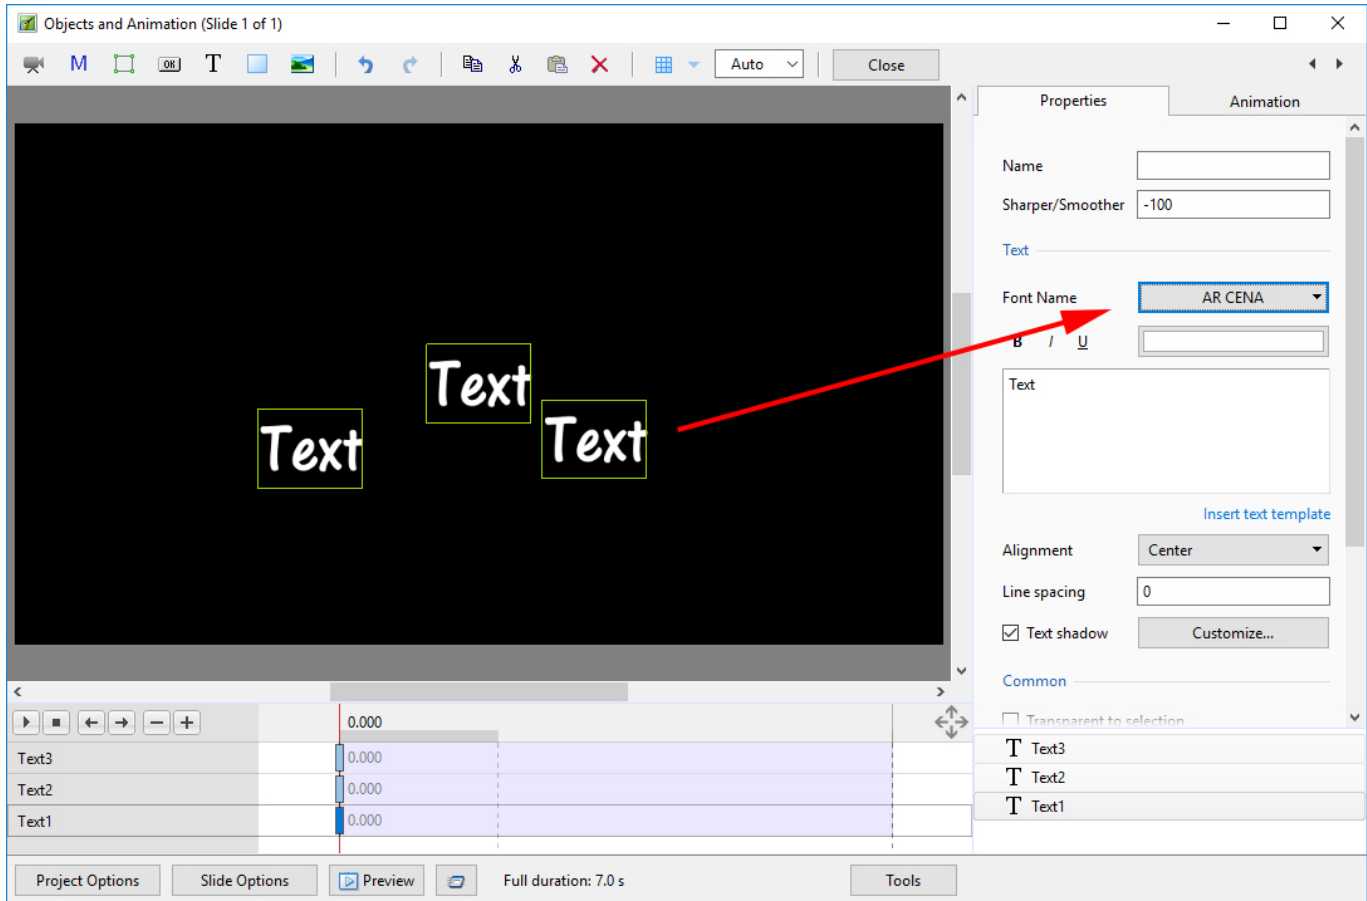 Objects and Animation (Slide 1 of 1)
M OK T Auto Close
Properties Animation
Name
Sharper/Smoother -100
Text
Font Name AR CENA
B I U
Text
Text
Text
Text
Insert text template
Alignment Center
Line spacing 0
Text shadow Customize...
Common
Transparent to selection
0.000
Text3 0.000
Text2 0.000
Text1 0.000
T Text3
T Text2
T Text1
Project Options Slide Options Preview Full duration: 7.0 s Tools